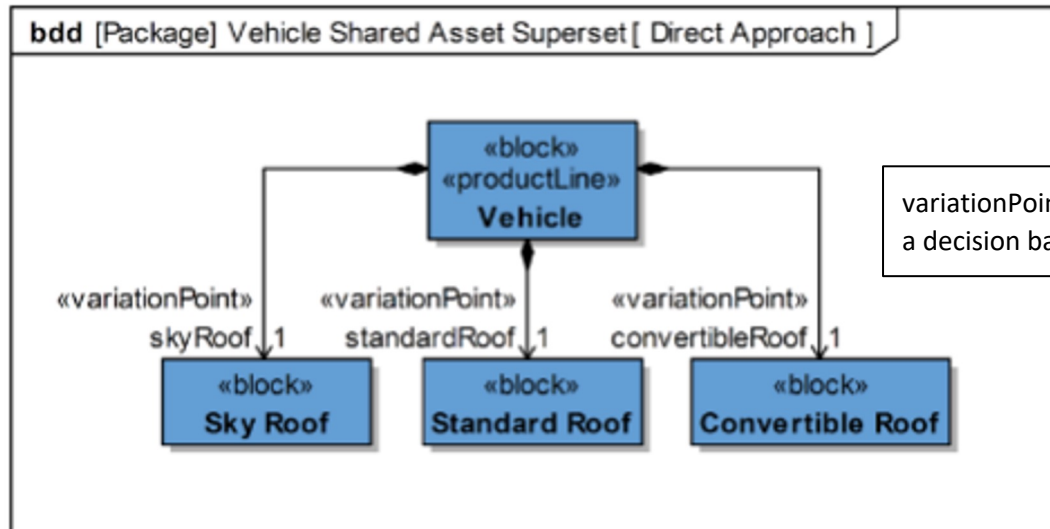 bdd [Package] Vehicle Shared Asset Superset[ Direct Approach ]
«block»
«productLine»
Vehicle
variationPoin
a decision ba
«variationPoint»
skyRoof 1
«variationPoint»
standardRoof 1
«variationPoint»
convertibleRoof 1
«block»
Sky Roof
«block»
Standard Roof
«block»
Convertible Roof